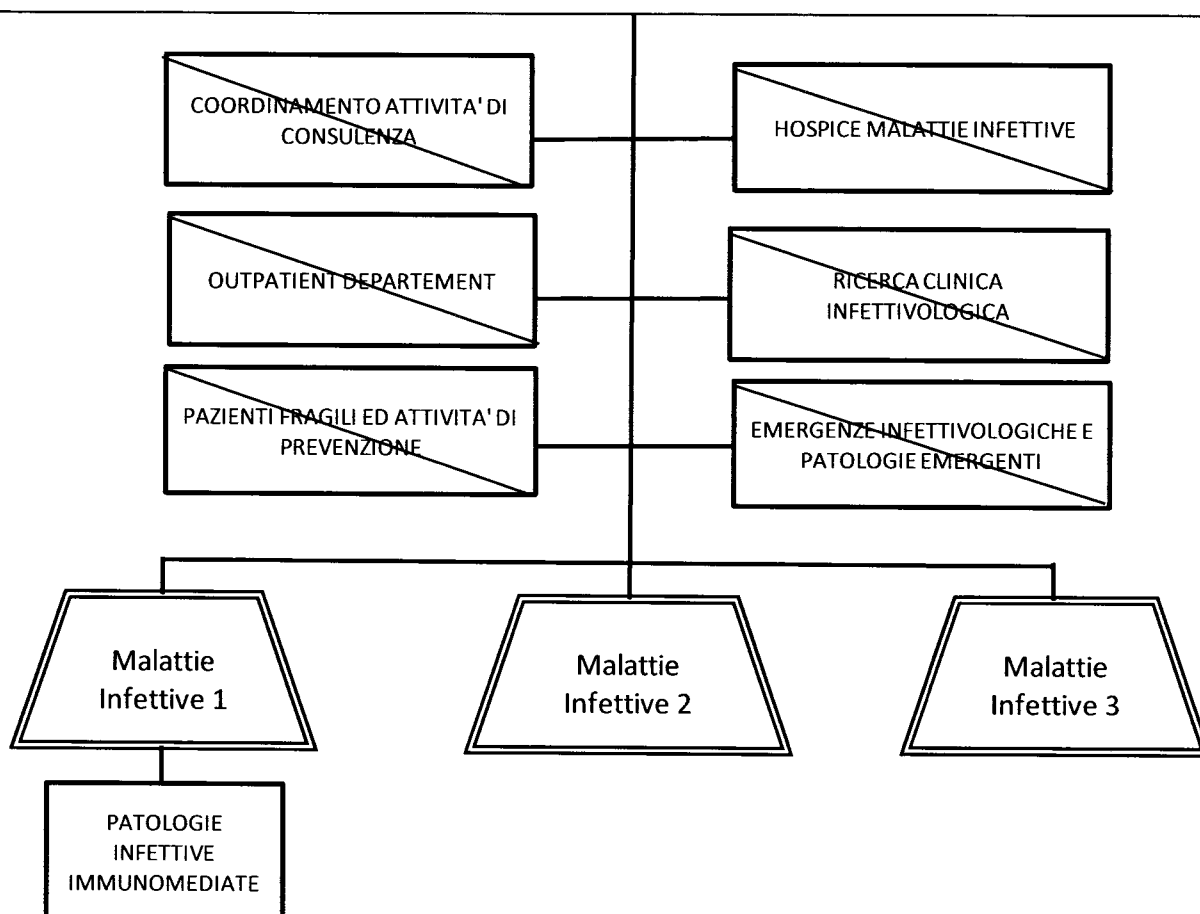 COORDINAMENTO ATTIVITA' DI
CONSULENZA
HOSPICE MALATTIE INFETTIVE
OUTPATIENT DEPARTEMENT
RICERCA CLINICA
INFETTIVOLOGICA
PAZIENTI FRAGILI ED ATTIVITA' DI
PREVENZIONE
EMERGENZE INFETTIVOLOGICHE E
PATOLOGIE EMERGENTI
Malattie
Infettive 1
Malattie
Infettive 2
Malattie
Infettive 3
PATOLOGIE
INFETTIVE
IMMUNOMEDIATE